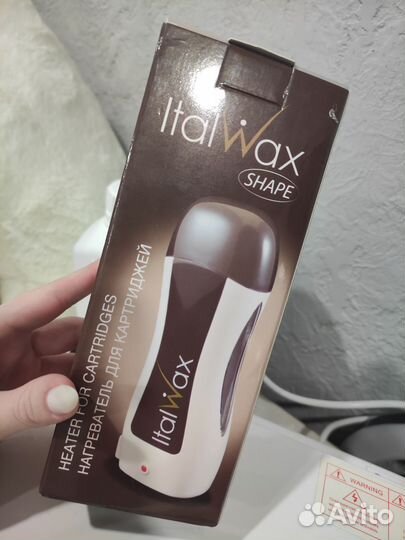 ItalWax
SHAPE
HEATER FOR CARTRIDGES
НАГРЕВАТЕЛЬ ДЛЯ КАРТРИДЖЕЙ
ItalWax
WARNING
Avito